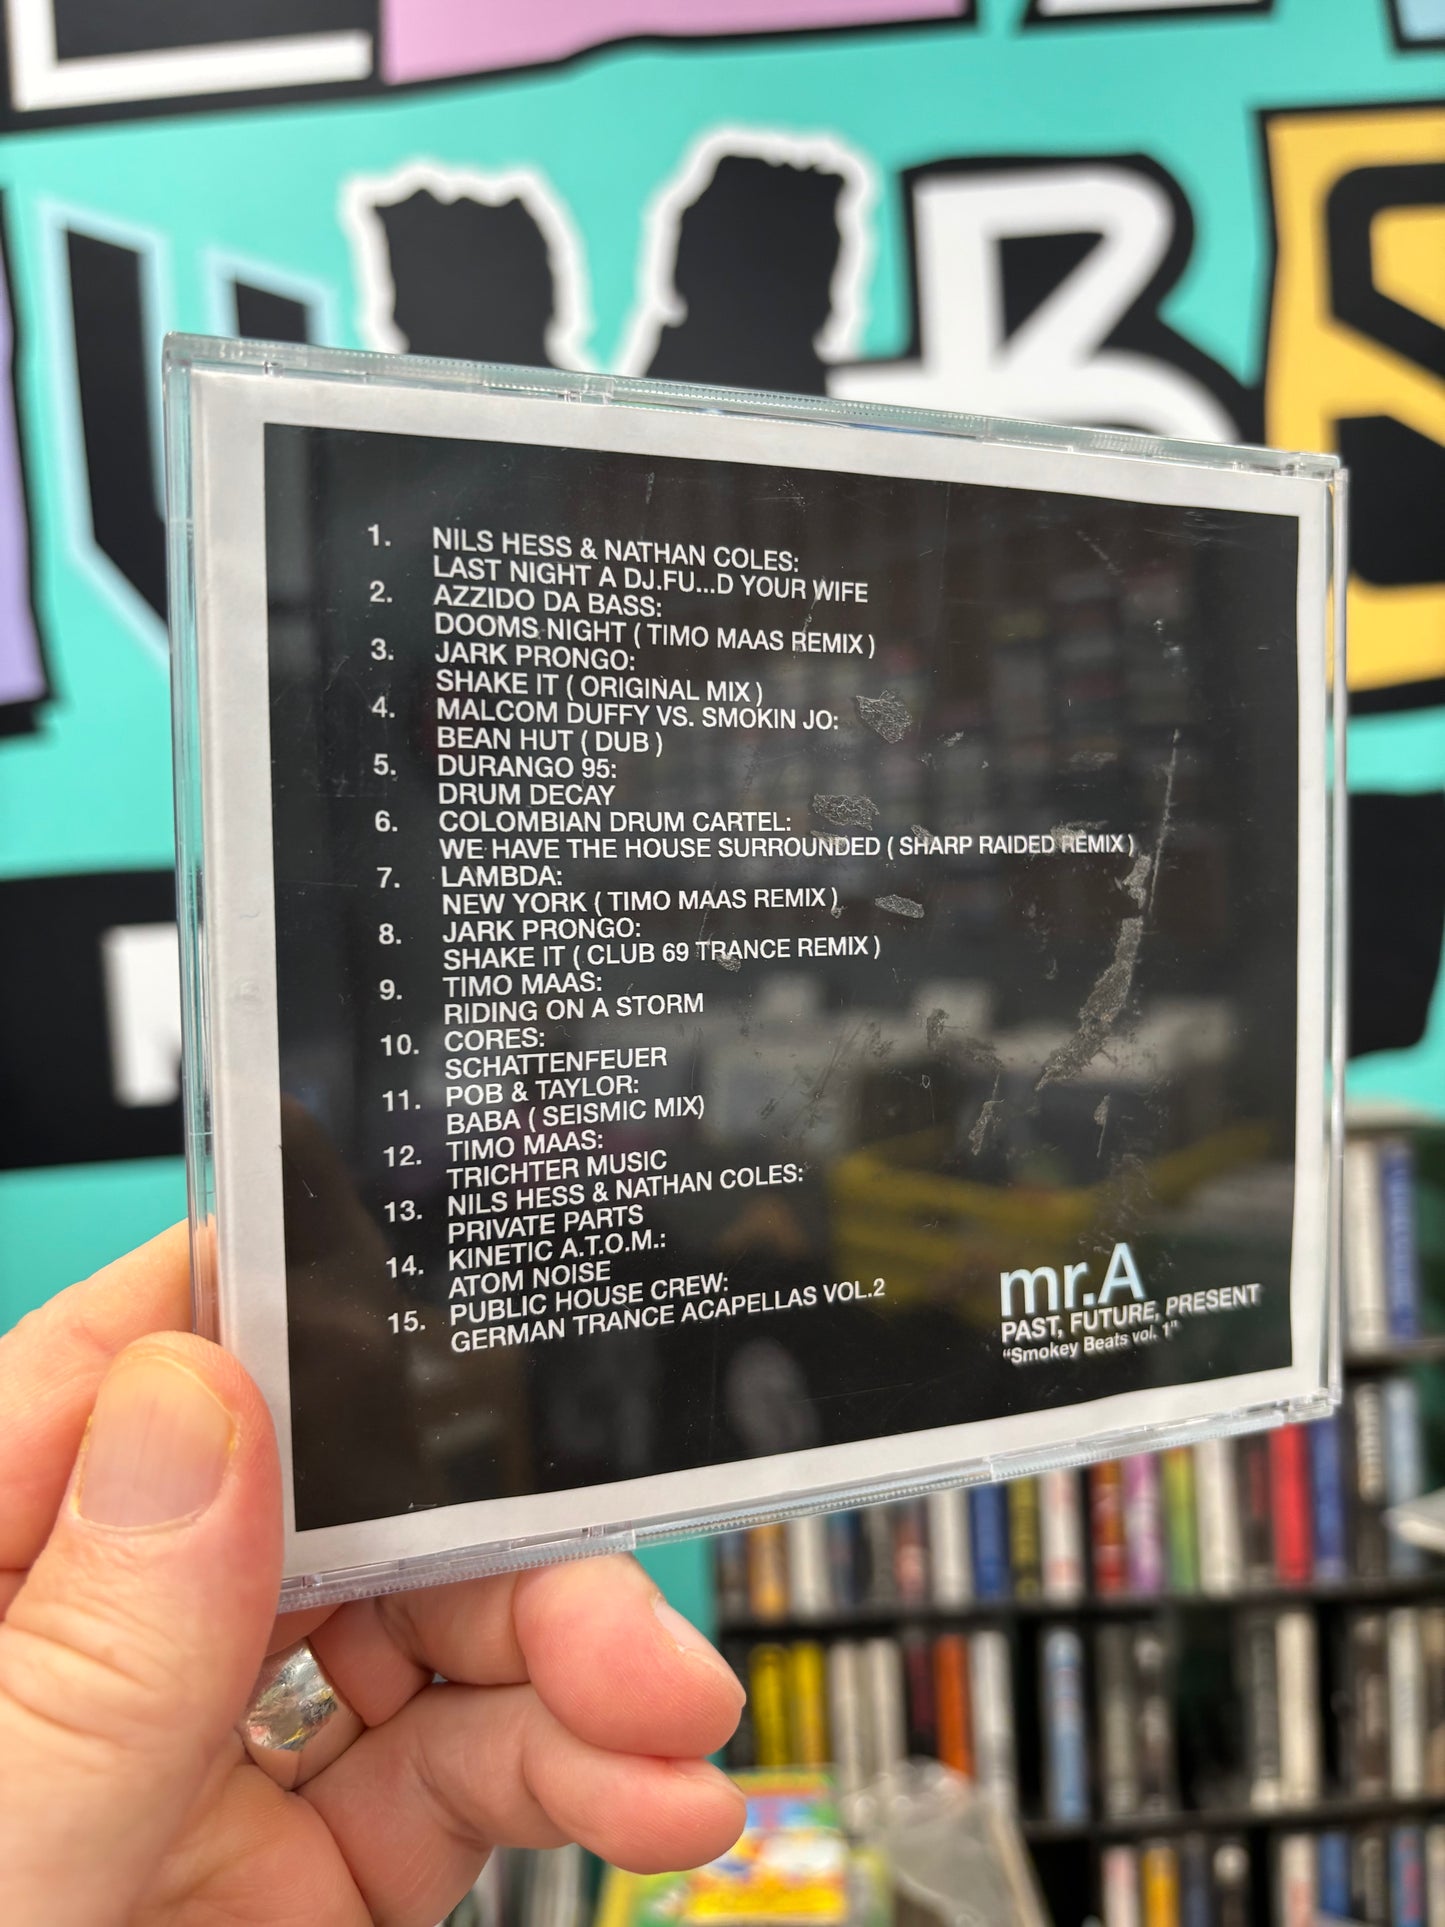 1. NILS HESS & NATHAN COLES:
LAST NIGHT A DJ.FU...D YOUR WIFE
2. AZZIDO DA BASS:
DOOMS NIGHT ( TIMO MAAS REMIX )
3. JARK PRONGO:
SHAKE IT ( ORIGINAL MIX )
4. MALCOM DUFFY VS. SMOKIN JO:
BEAN HUT ( DUB )
5. DURANGO 95:
DRUM DECAY
6. COLOMBIAN DRUM CARTEL:
WE HAVE THE HOUSE SURROUNDED ( SHARP RAIDED REMIX )
7. LAMBDA:
NEW YORK ( TIMO MAAS REMIX )
8. JARK PRONGO:
SHAKE IT ( CLUB 69 TRANCE REMIX )
9. TIMO MAAS:
RIDING ON A STORM
10. CORES:
SCHATTENFEUER
11. POB & TAYLOR:
BABA ( SEISMIC MIX)
12. TIMO MAAS:
TRICHTER MUSIC
13. NILS HESS & NATHAN COLES:
PRIVATE PARTS
14. KINETIC A.T.O.M.:
ATOM NOISE
15. PUBLIC HOUSE CREW:
GERMAN TRANCE ACAPELLAS VOL.2
mr.A
PAST, FUTURE, PRESENT
"Smokey Beats vol. 1"